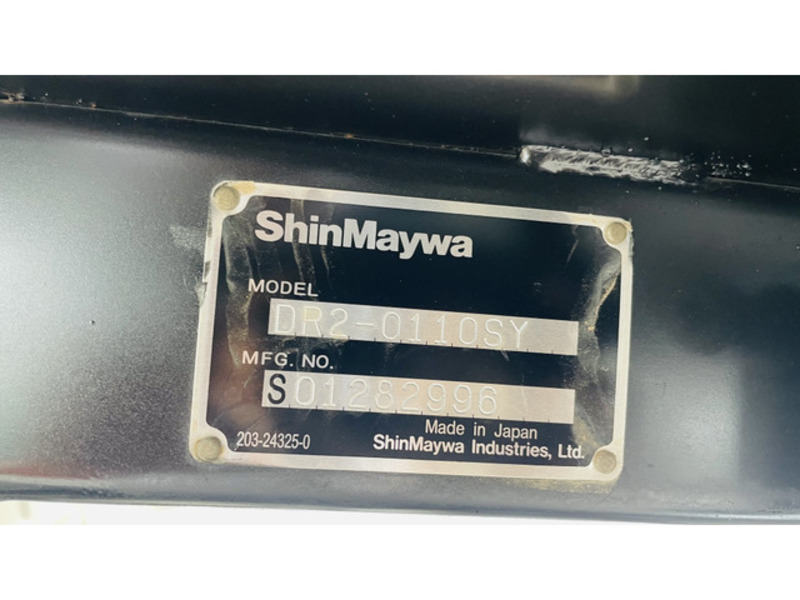 ShinMaywa
MODEL
DR2-0110SY
MFG. NO.
S01282996
Made in Japan
203-24325-0 ShinMaywa Industries, Ltd.